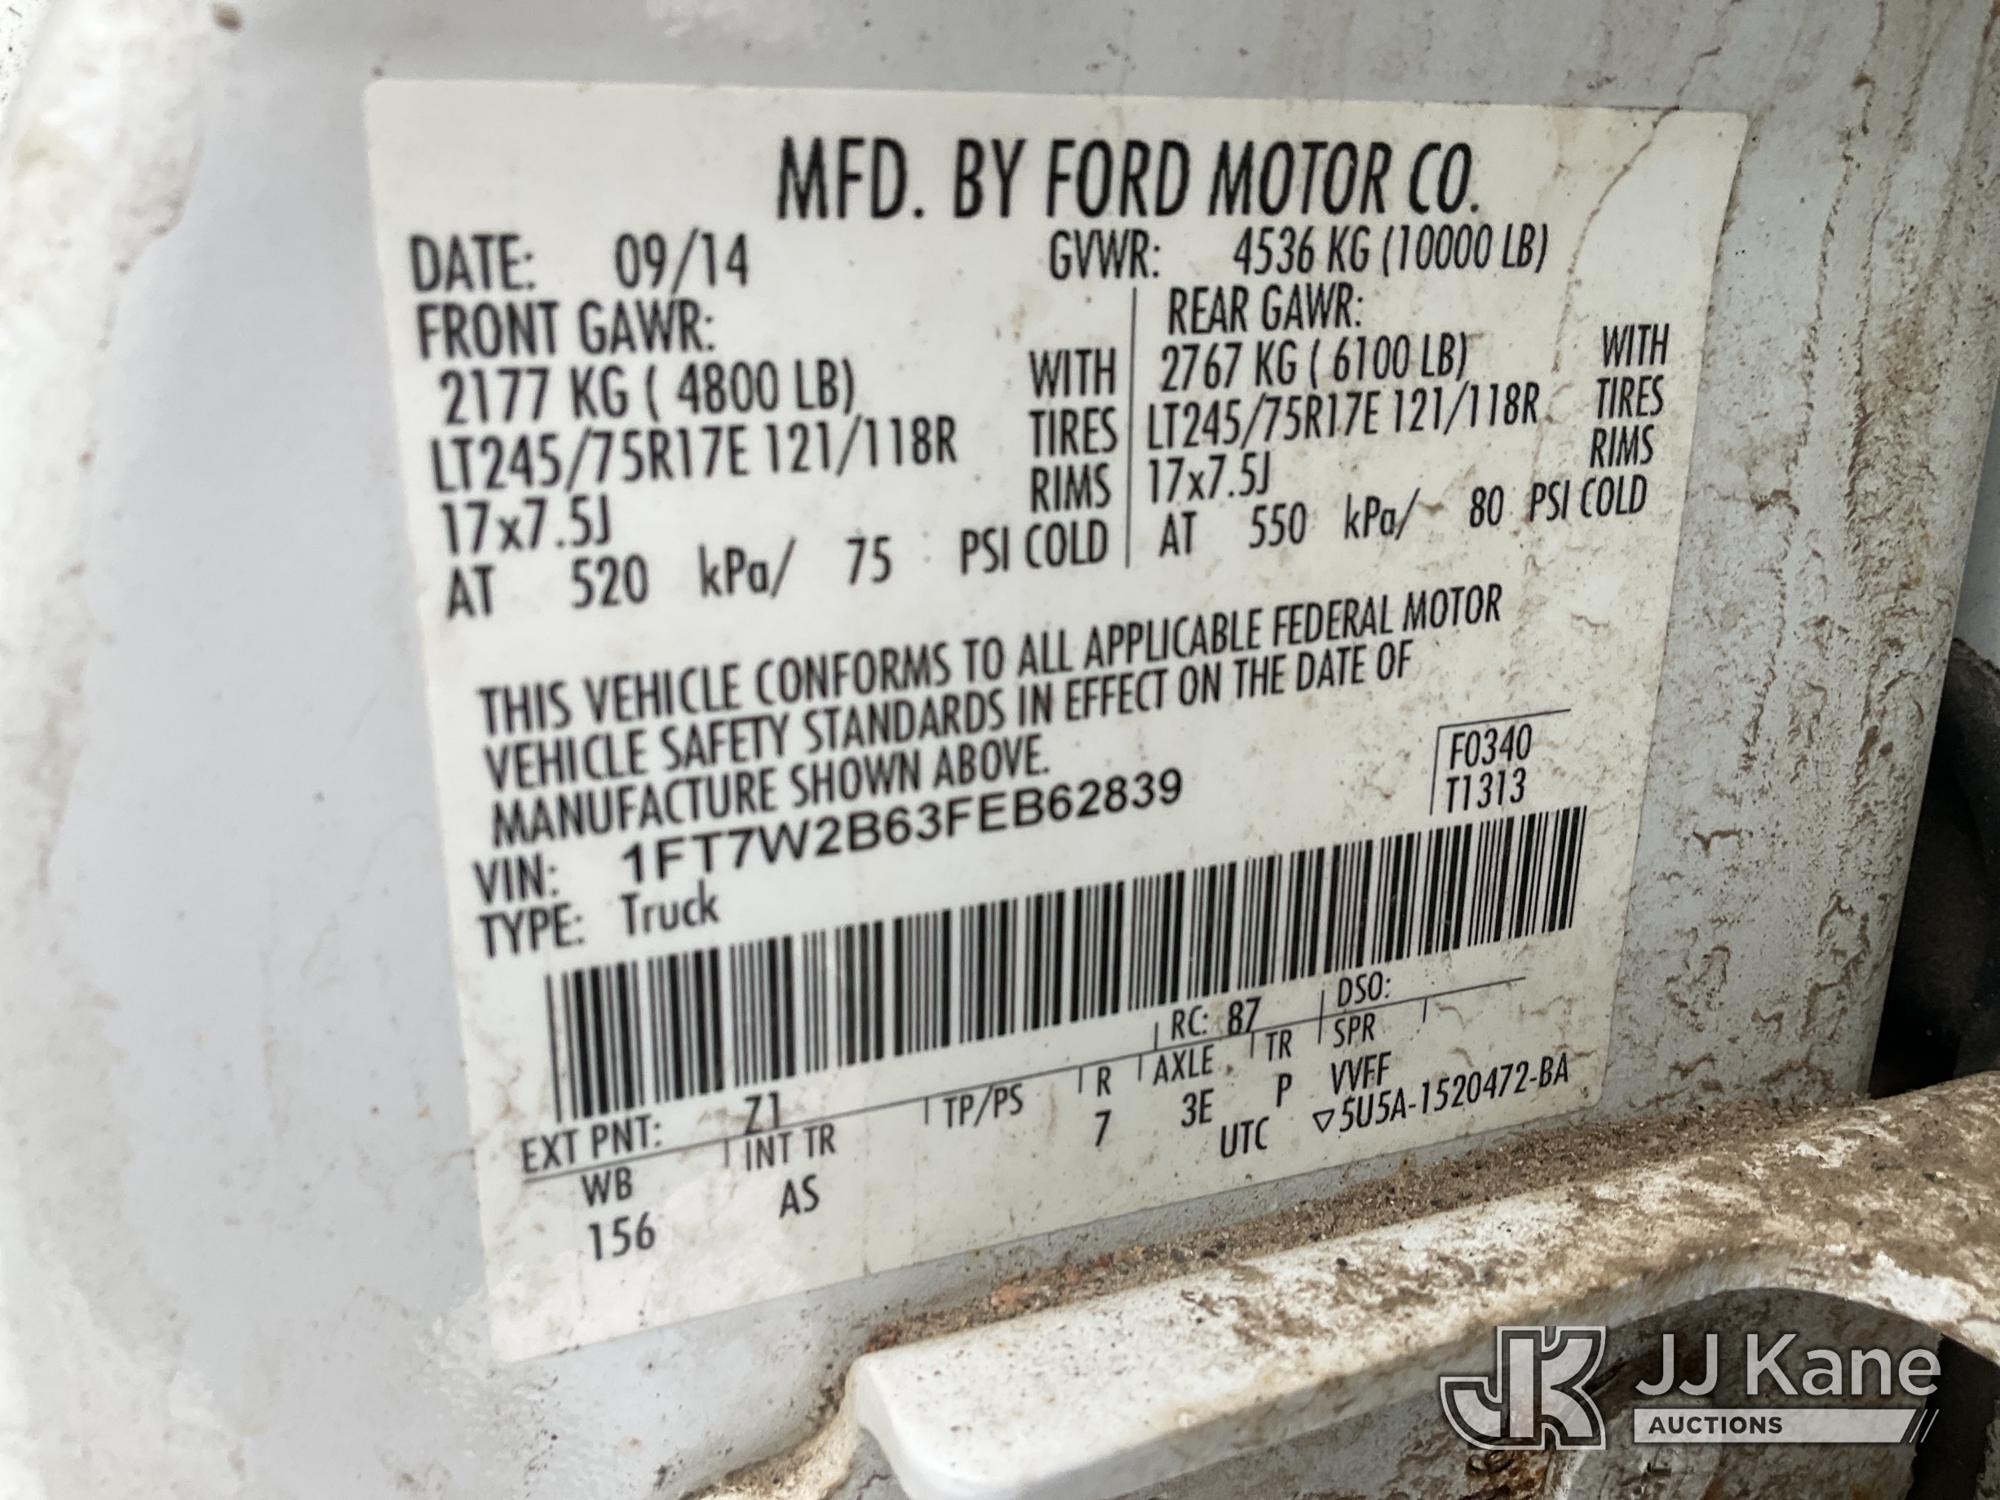 MFD. BY FORD MOTOR CO.
DATE: 09/14 GVWR: 4536 KG (10000 LB)
FRONT GAWR: REAR GAWR:
2177 KG ( 4800 LB) WITH 2767 KG ( 6100 LB) WITH
LT245/75R17E 121/118R TIRES LT245/75R17E 121/118R TIRES
17x7.5J RIMS 17x7.5J RIMS
AT 520 kPa/ 75 PSI COLD AT 550 kPa/ 80 PSI COLD
THIS VEHICLE CONFORMS TO ALL APPLICABLE FEDERAL MOTOR
VEHICLE SAFETY STANDARDS IN EFFECT ON THE DATE OF
MANUFACTURE SHOWN ABOVE.
F0340
T1313
VIN: 1FT7W2B63FEB62839
TYPE: Truck
EXT PNT: Z1 RC: 87 DSO:
WB INT TR TP/PS R AXLE TR SPR
156 AS 7 3E P VVFF
UTC ▽5U5A-1520472-BA
JK JJ Kane
AUCTIONS